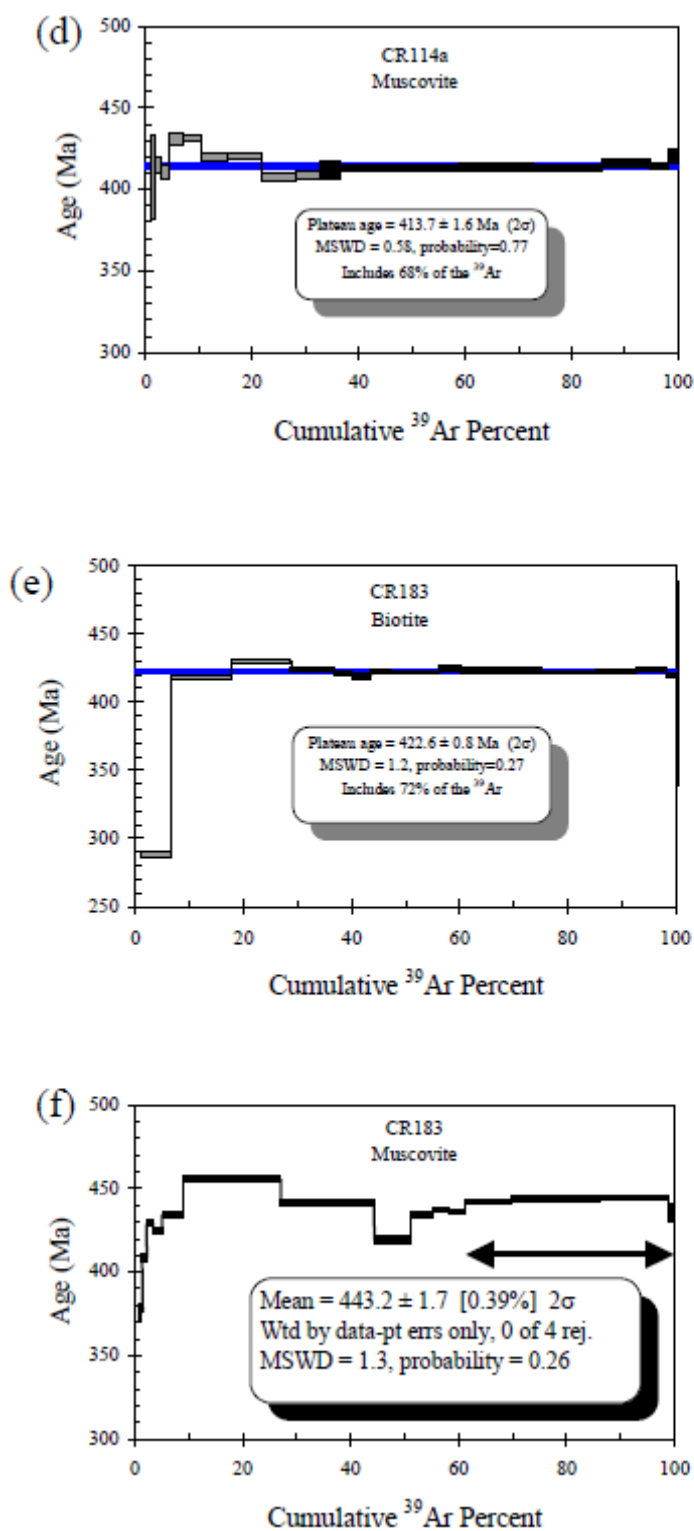 (d)
CR114a
Muscovite
500
450
400
350
300
Age (Ma)
Plateau age = 413.7 ± 1.6 Ma (2σ)
MSWD = 0.58, probability=0.77
Includes 68% of the ³⁹Ar
0 20 40 60 80 100
Cumulative ³⁹Ar Percent
(e)
CR183
Biotite
500
450
400
350
300
250
Age (Ma)
Plateau age = 422.6 ± 0.8 Ma (2σ)
MSWD = 1.2, probability=0.27
Includes 72% of the ³⁹Ar
0 20 40 60 80 100
Cumulative ³⁹Ar Percent
(f)
CR183
Muscovite
500
450
400
350
300
Age (Ma)
Mean = 443.2 ± 1.7 [0.39%] 2σ
Wtd by data-pt errs only, 0 of 4 rej.
MSWD = 1.3, probability = 0.26
0 20 40 60 80 100
Cumulative ³⁹Ar Percent